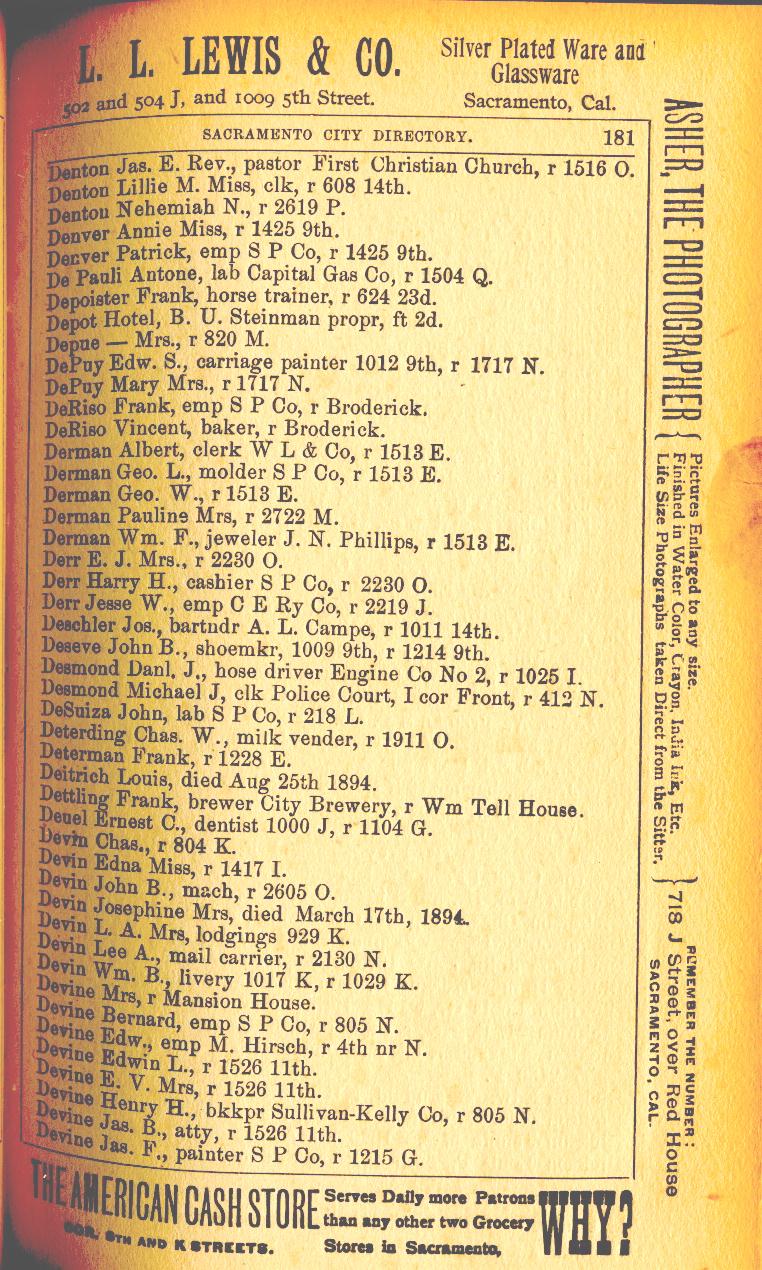 L. L. LEWIS & CO.
502 and 504 J, and 1009 5th Street.
Silver Plated Ware and
Glassware
Sacramento, Cal.
SACRAMENTO CITY DIRECTORY. 181
Denton Jas. E. Rev., pastor First Christian Church, r 1516 O.
Denton Lillie M. Miss, clk, r 608 14th.
Denton Nehemiah N., r 2619 P.
Denver Annie Miss, r 1425 9th.
Denver Patrick, emp S P Co, r 1425 9th.
De Pauli Antone, lab Capital Gas Co, r 1504 Q.
Depoister Frank, horse trainer, r 624 23d.
Depot Hotel, B. U. Steinman propr, ft 2d.
Depue — Mrs., r 820 M.
DePuy Edw. S., carriage painter 1012 9th, r 1717 N.
DePuy Mary Mrs., r 1717 N.
DeRiso Frank, emp S P Co, r Broderick.
DeRiso Vincent, baker, r Broderick.
Derman Albert, clerk W L & Co, r 1513 E.
Derman Geo. L., molder S P Co, r 1513 E.
Derman Geo. W., r 1513 E.
Derman Pauline Mrs, r 2722 M.
Derman Wm. F., jeweler J. N. Phillips, r 1513 E.
Derr E. J. Mrs., r 2230 O.
Derr Harry H., cashier S P Co, r 2230 O.
Derr Jesse W., emp C E Ry Co, r 2219 J.
Deschler Jos., bartndr A. L. Campe, r 1011 14th.
Deseve John B., shoemkr, 1009 9th, r 1214 9th.
Desmond Danl. J., hose driver Engine Co No 2, r 1025 I.
Desmond Michael J, clk Police Court, I cor Front, r 412 N.
DeSuiza John, lab S P Co, r 218 L.
Deterding Chas. W., milk vender, r 1911 O.
Determan Frank, r 1228 E.
Deitrich Louis, died Aug 25th 1894.
Dettling Frank, brewer City Brewery, r Wm Tell House.
Deuel Ernest C., dentist 1000 J, r 1104 G.
Devin Chas., r 804 K.
Devin Edna Miss, r 1417 I.
Devin John B., mach, r 2605 O.
Devin Josephine Mrs, died March 17th, 1894.
Devin L. A. Mrs, lodgings 929 K.
Devin Lee A., mail carrier, r 2130 N.
Devin Wm. B., livery 1017 K, r 1029 K.
Devine Mrs, r Mansion House.
Devine Bernard, emp S P Co, r 805 N.
Devine Edw., emp M. Hirsch, r 4th nr N.
Devine Edwin L., r 1526 11th.
Devine E. V. Mrs, r 1526 11th.
Devine Henry H., bkkpr Sullivan-Kelly Co, r 805 N.
Devine Jas. B., atty, r 1526 11th.
Devine Jas. F., painter S P Co, r 1215 G.
ASHER, THE PHOTOGRAPHER
Pictures Enlarged to any size.
Finished in Water Color, Crayon, India Ink, Etc.
Life Size Photographs taken Direct from the Sitter.
REMEMBER THE NUMBER:
718 J Street, over Red House
SACRAMENTO, CAL.
THE AMERICAN CASH STORE
COR. 8TH AND K STREETS.
Serves Daily more Patrons
than any other two Grocery
Stores in Sacramento,
WHY?